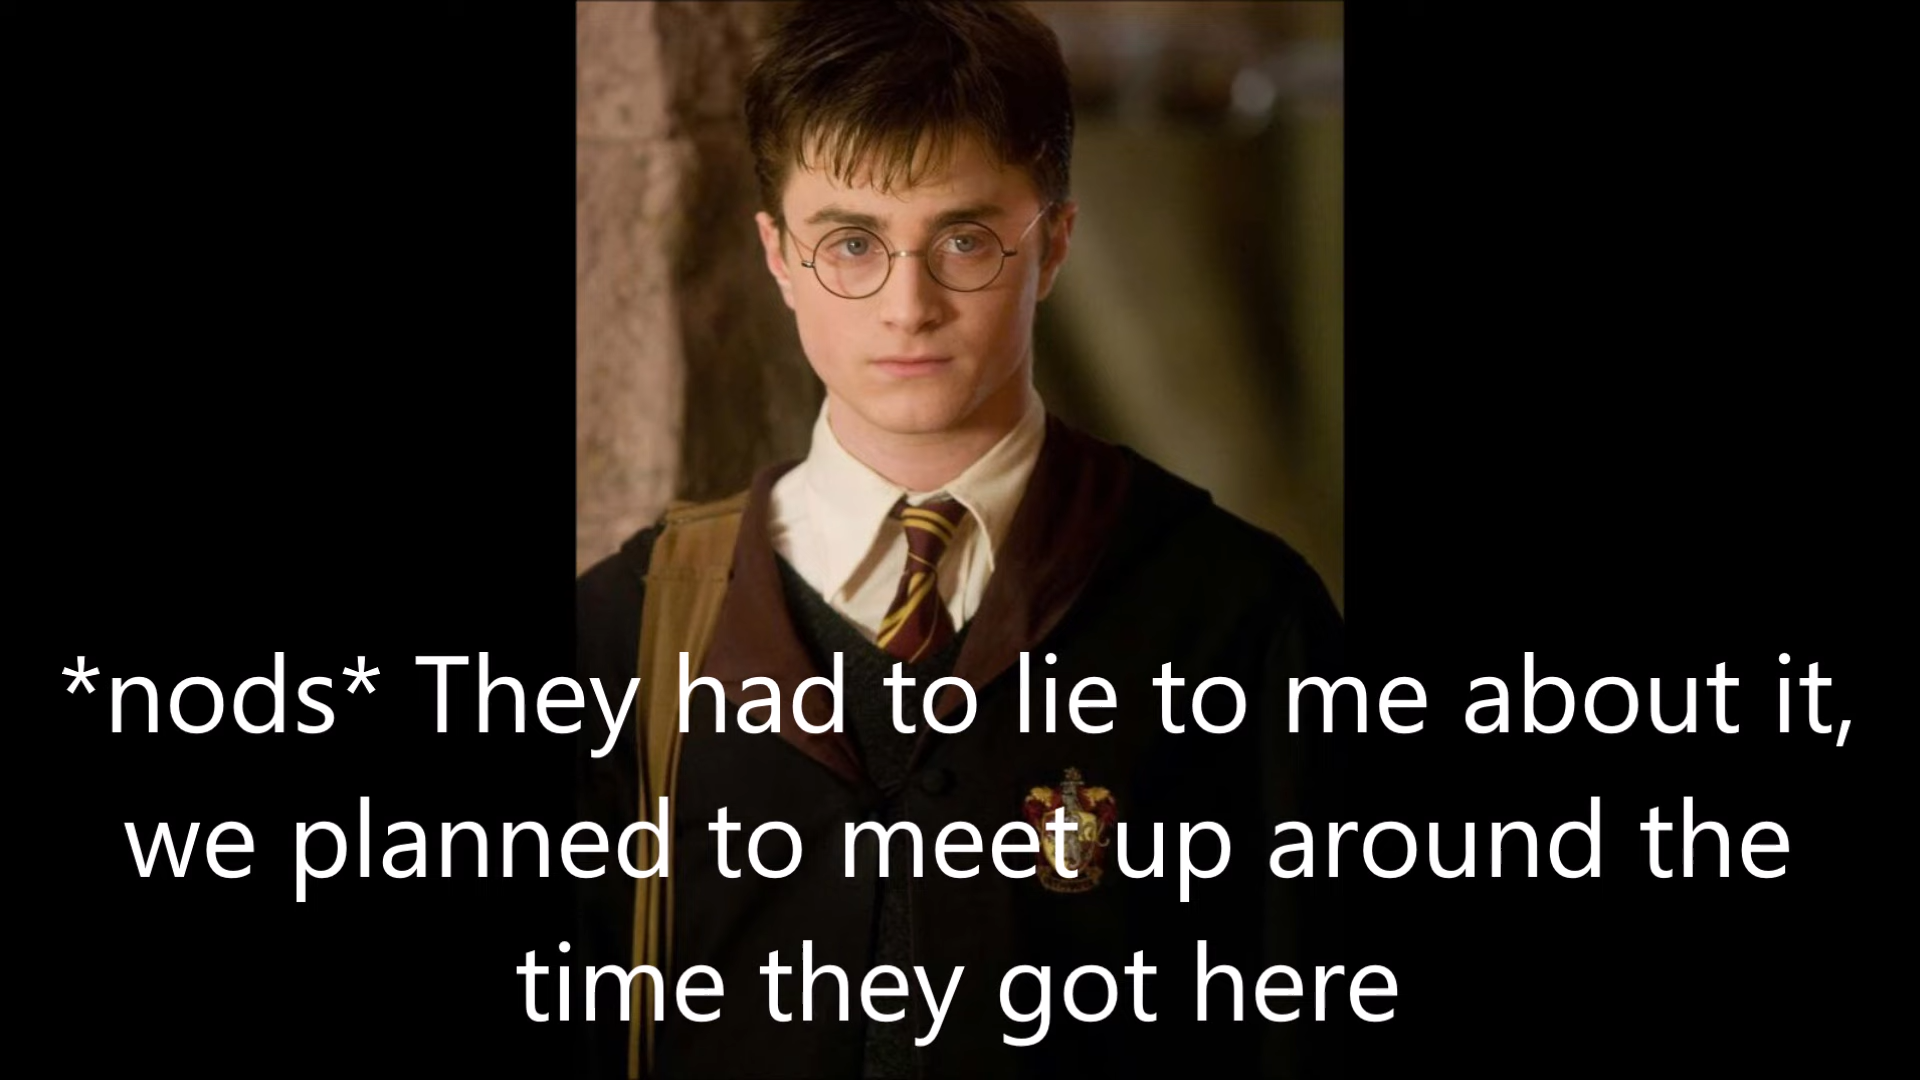 *nods* They had to lie to me about it,
we planned to meet up around the
time they got here